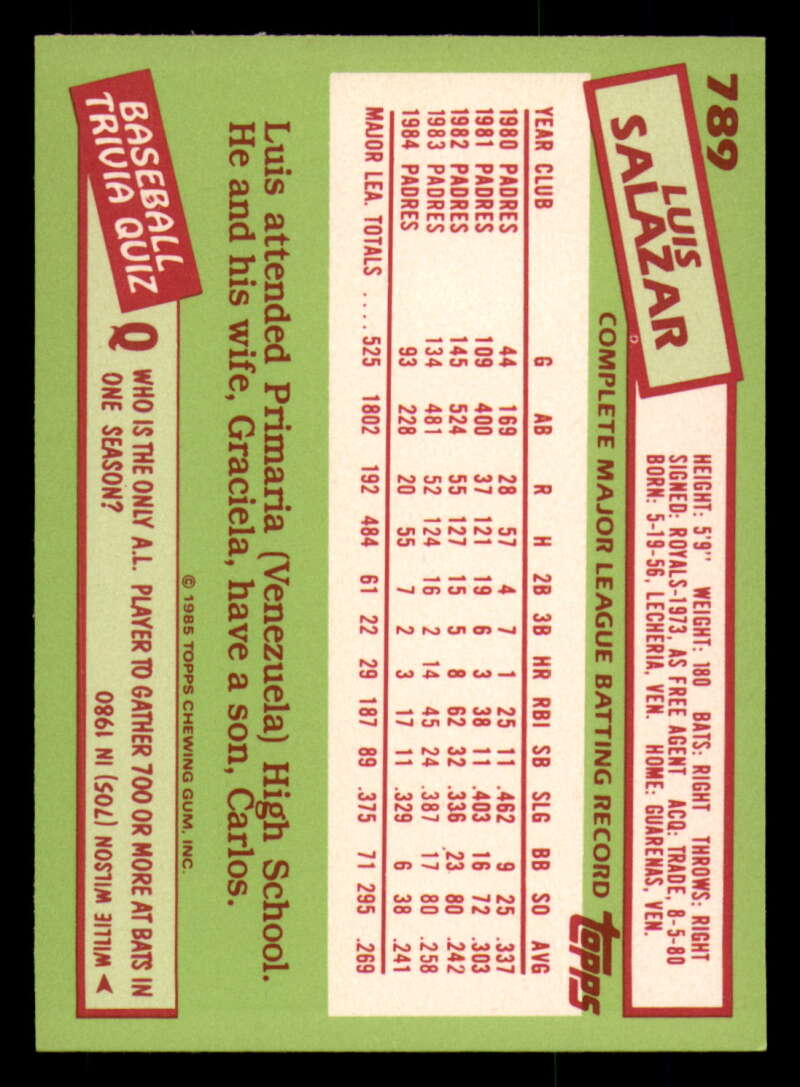 789
LUIS
SALAZAR
D
HEIGHT: 5'9" WEIGHT: 180 BATS: RIGHT THROWS: RIGHT
SIGNED: ROYALS-1973, AS FREE AGENT ACQ: TRADE, 8-5-80
BORN: 5-19-56, LECHERIA, VEN. HOME: GUARENAS, VEN.
COMPLETE MAJOR LEAGUE BATTING RECORD
topps
YEAR CLUB G AB R H 2B 3B HR RBI SB SLG BB SO AVG
1980 PADRES 44 169 28 57 4 7 1 25 11 .462 9 25 .337
1981 PADRES 109 400 37 121 19 6 3 38 11 .403 16 72 .303
1982 PADRES 145 524 55 127 15 5 8 62 32 .336 23 80 .242
1983 PADRES 134 481 52 124 16 2 14 45 24 .387 17 80 .258
1984 PADRES 93 228 20 55 7 2 3 17 11 .329 6 38 .241
MAJOR LEA. TOTALS ....525 1802 192 484 61 22 29 187 89 .375 71 295 .269
Luis attended Primaria (Venezuela) High School.
He and his wife, Graciela, have a son, Carlos.
© 1985 TOPPS CHEWING GUM, INC.
BASEBALL
TRIVIA QUIZ
Q WHO IS THE ONLY A.L. PLAYER TO GATHER 700 OR MORE AT BATS IN
ONE SEASON?
WILLIE WILSON (705) IN 1980